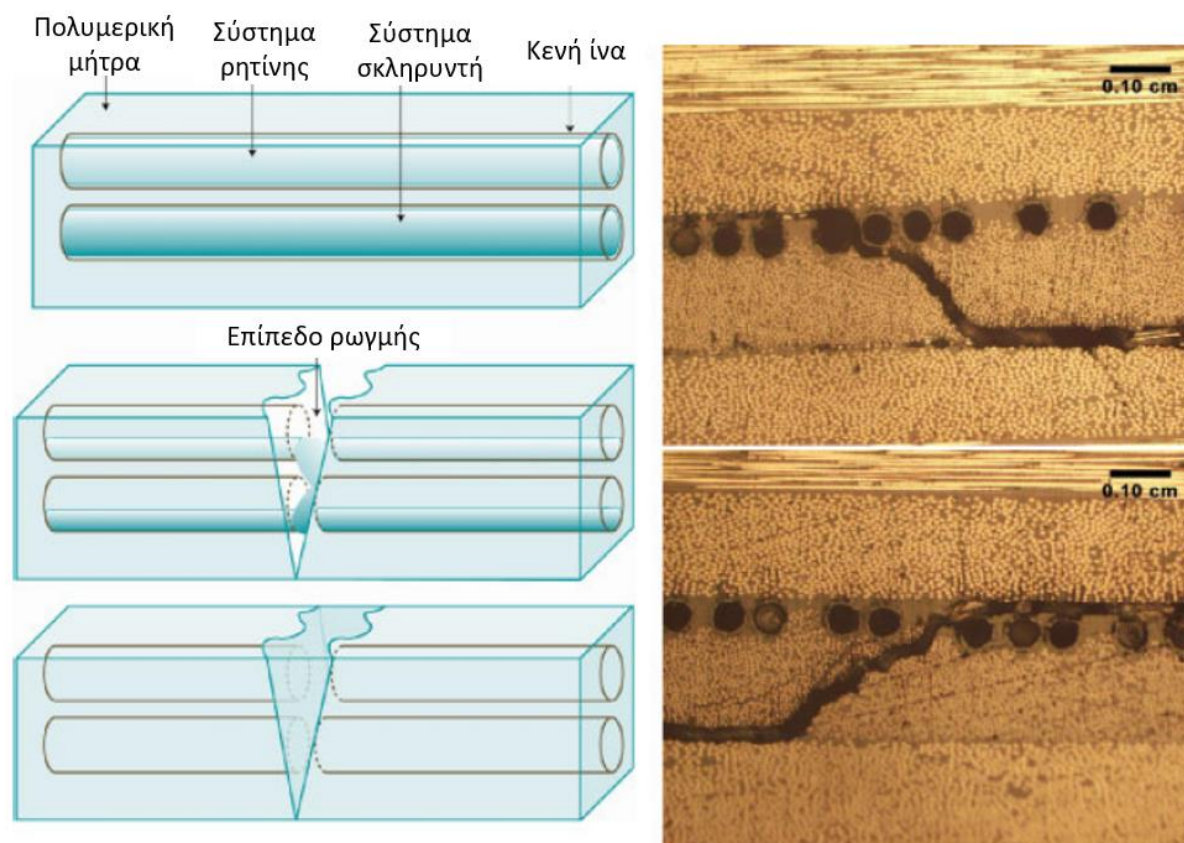 Πολυμερική
μήτρα
Σύστημα
ρητίνης
Σύστημα
σκληρυντή
Κενή ίνα
Επίπεδο ρωγμής
0.10 cm
0.10 cm